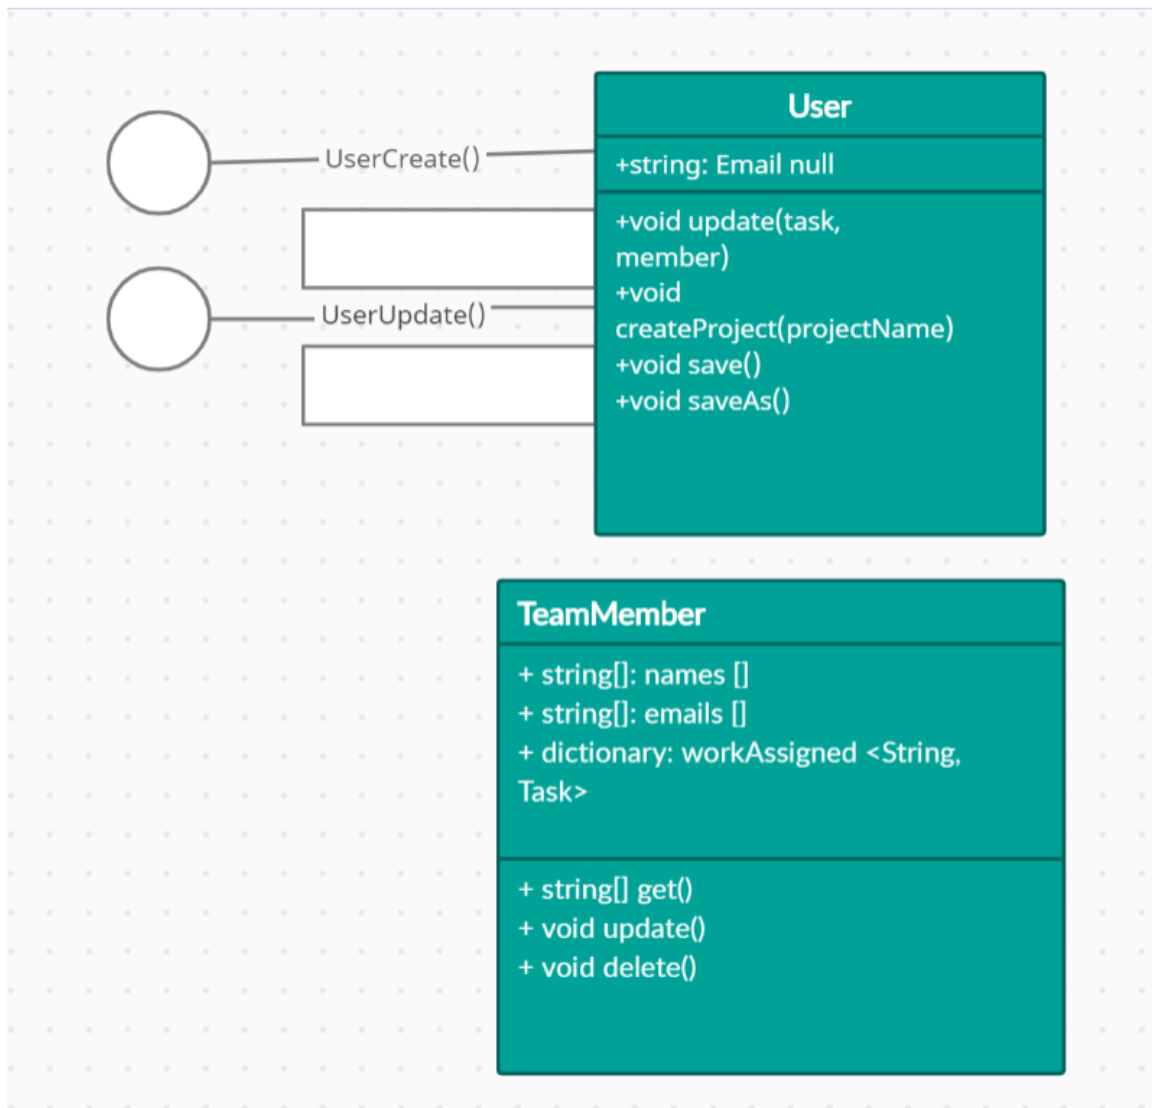 User
UserCreate()
+string: Email null
+void update(task,
member)
+void
UserUpdate()
createProject(projectName)
+void save()
+void saveAs()
TeamMember
+ string[]: names []
+ string[]: emails []
+ dictionary: workAssigned <String,
Task>
+ string[] get()
+ void update()
+ void delete()